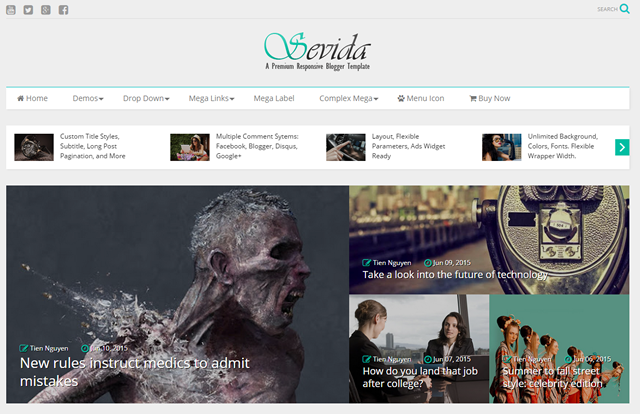 SEARCH
Sevida
A Premium Responsive Blogger Template
Home Demos Drop Down Mega Links Mega Label Complex Mega Menu Icon Buy Now
Custom Title Styles,
Subtitle, Long Post
Pagination, and More
Multiple Comment Sytems:
Facebook, Blogger, Disqus,
Google+
Layout, Flexible
Parameters, Ads Widget
Ready
Unlimited Background,
Colors, Fonts. Flexible
Wrapper Width.
Tien Nguyen Jun 10, 2015
New rules instruct medics to admit
mistakes
Tien Nguyen Jun 09, 2015
Take a look into the future of technology
Tien Nguyen Jun 07, 2015
How do you land that job
after college?
Tien Nguyen Jun 06, 2015
Summer to fall street
style: celebrity edition